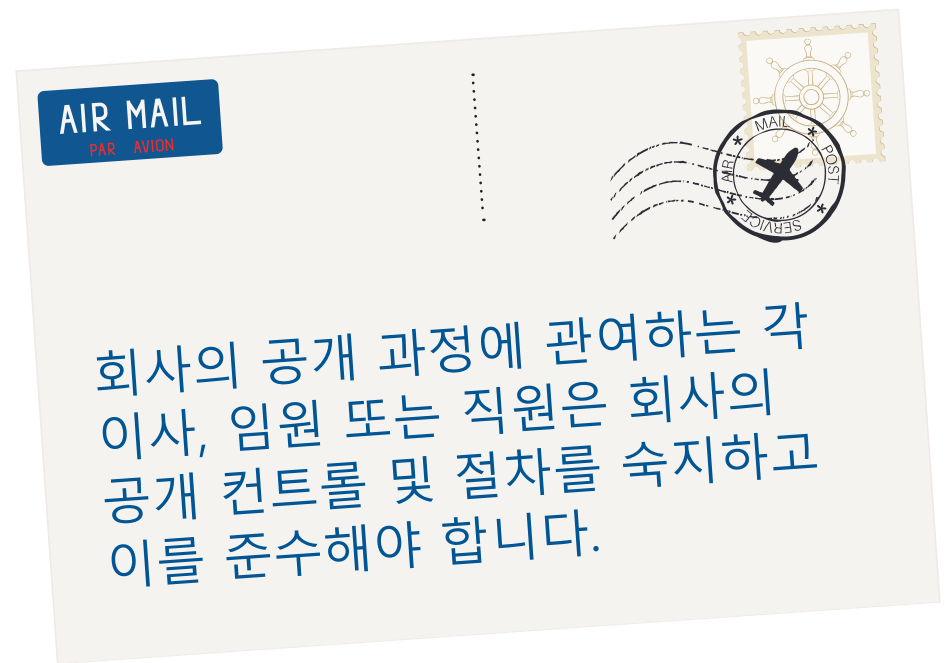 AIR MAIL
PAR AVION
AIR MAIL POST SERVICE
회사의 공개 과정에 관여하는 각
이사, 임원 또는 직원은 회사의
공개 컨트롤 및 절차를 숙지하고
이를 준수해야 합니다.